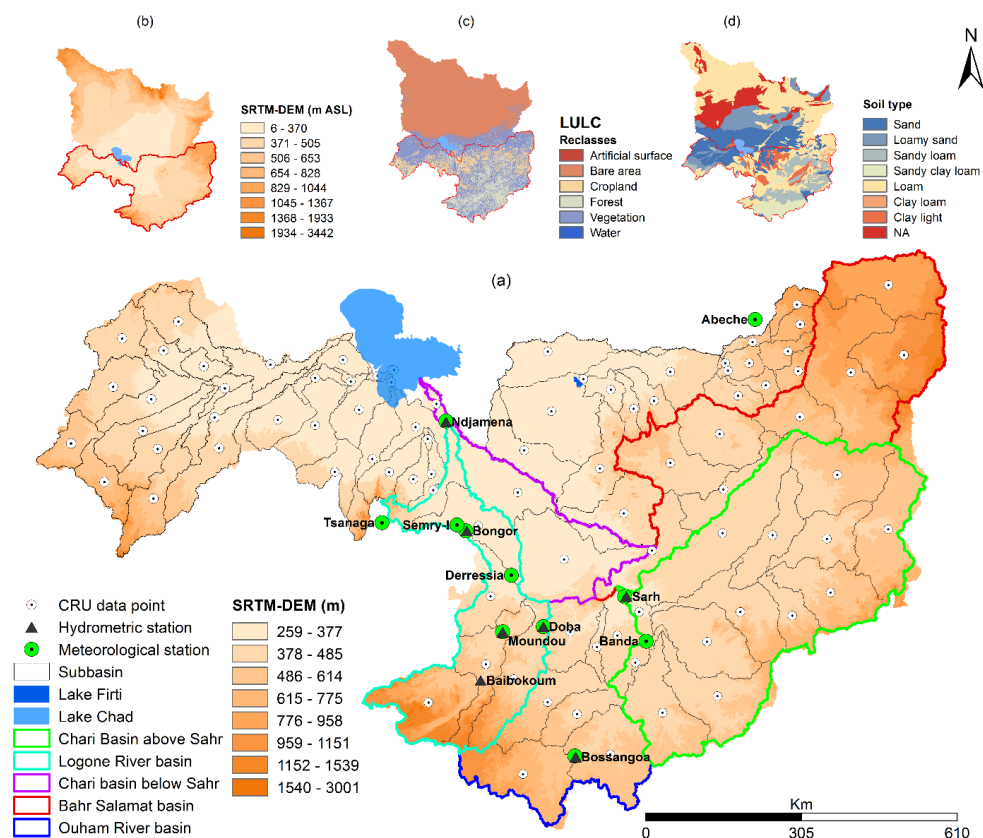 (b)
(c)
(d)
N
SRTM-DEM (m ASL)
6 - 370
371 - 505
506 - 653
654 - 828
829 - 1044
1045 - 1367
1368 - 1933
1934 - 3442
LULC
Reclasses
Artificial surface
Bare area
Cropland
Forest
Vegetation
Water
Soil type
Sand
Loamy sand
Sandy loam
Sandy clay loam
Loam
Clay loam
Clay light
NA
(a)
Abeche
Ndjamena
Tsanaga
Semry-I
Bongor
Derressia
Sarh
Doba
Moundou
Banda
Baibokoum
Bossangoa
CRU data point
Hydrometric station
Meteorological station
Subbasin
Lake Firti
Lake Chad
Chari Basin above Sahr
Logone River basin
Chari basin below Sahr
Bahr Salamat basin
Ouham River basin
SRTM-DEM (m)
259 - 377
378 - 485
486 - 614
615 - 775
776 - 958
959 - 1151
1152 - 1539
1540 - 3001
Km
0 305 610